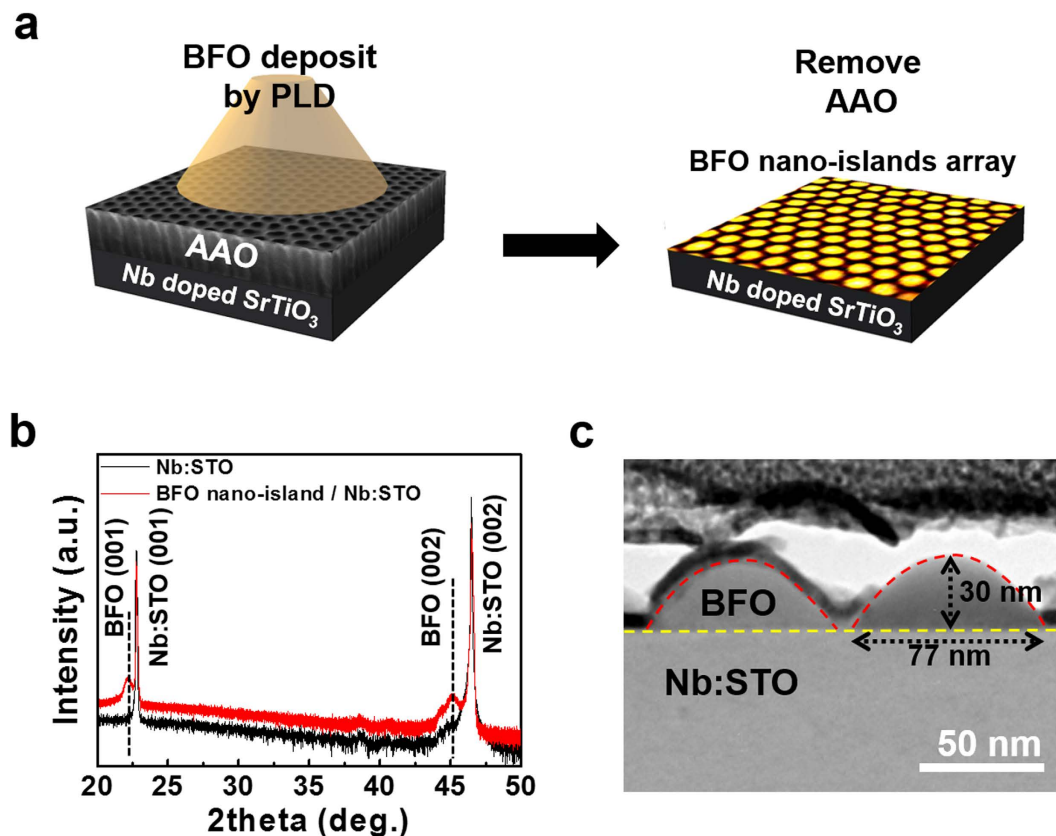 a
BFO deposit
by PLD
AAO
Nb doped SrTiO3
Remove
AAO
BFO nano-islands array
Nb doped SrTiO3
b
Nb:STO
BFO nano-island / Nb:STO
BFO (001)
Nb:STO (001)
BFO (002)
Nb:STO (002)
Intensity (a.u.)
20 25 30 35 40 45 50
2theta (deg.)
c
BFO
30 nm
77 nm
Nb:STO
50 nm